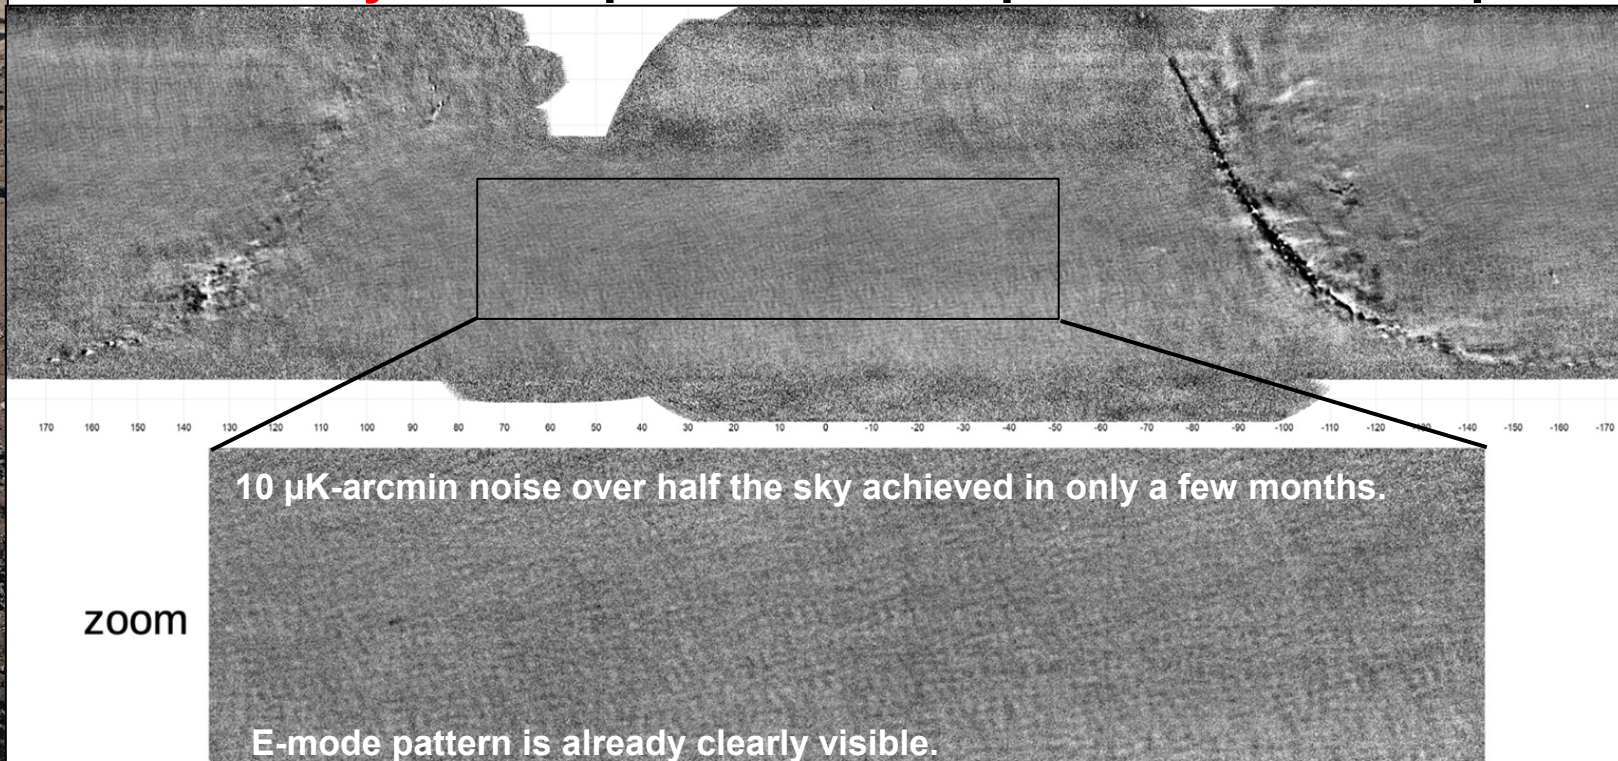 170 160 150 140 130 120 110 100 90 80 70 60 50 40 30 20 10 0 -10 -20 -30 -40 -50 -60 -70 -80 -90 -100 -110 -120 -130 -140 -150 -160 -170
10 µK-arcmin noise over half the sky achieved in only a few months.
zoom
E-mode pattern is already clearly visible.